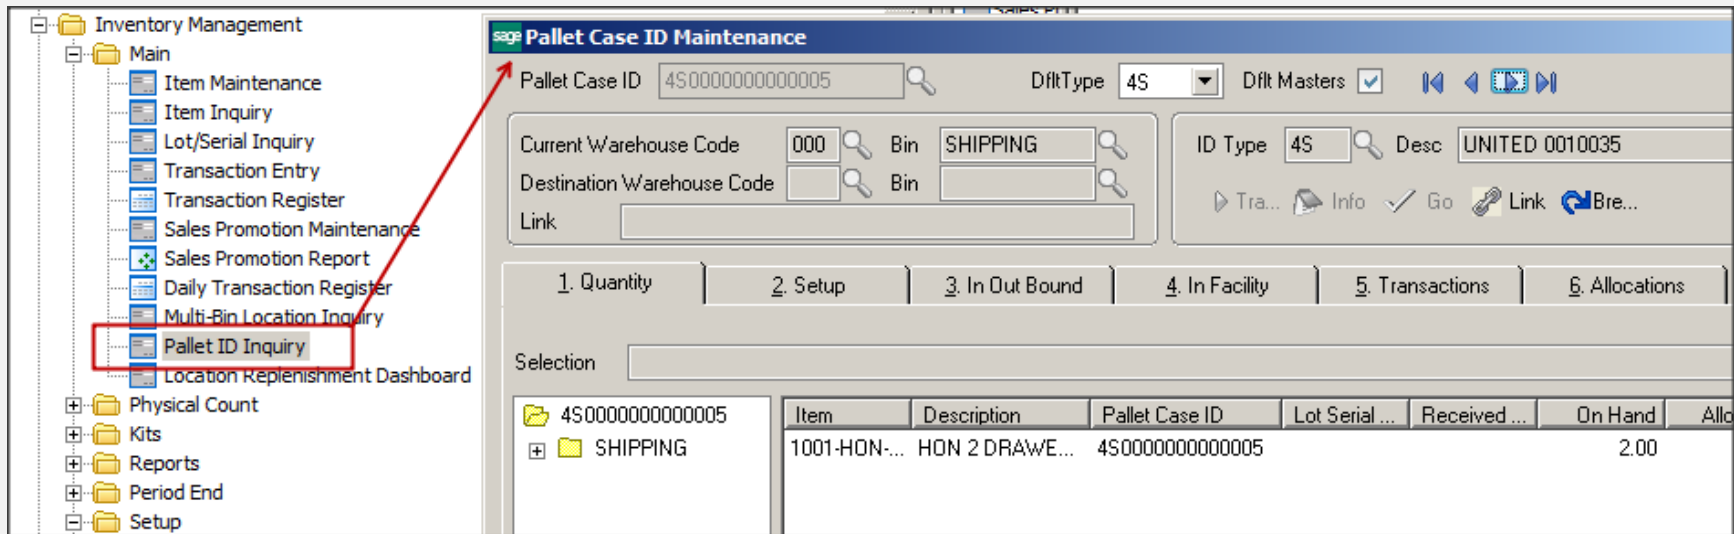 Inventory Management
Main
Item Maintenance
Item Inquiry
Lot/Serial Inquiry
Transaction Entry
Transaction Register
Sales Promotion Maintenance
Sales Promotion Report
Daily Transaction Register
Multi-Bin Location Inquiry
Pallet ID Inquiry
Location Replenishment Dashboard
Physical Count
Kits
Reports
Period End
Setup
sage Pallet Case ID Maintenance
Pallet Case ID 4S0000000000005 DfltType 4S Dflt Masters
Current Warehouse Code 000 Bin SHIPPING
Destination Warehouse Code Bin
Link
ID Type 4S Desc UNITED 0010035
Tra... Info Go Link Bre...
1. Quantity 2. Setup 3. In Out Bound 4. In Facility 5. Transactions 6. Allocations
Selection
4S0000000000005
SHIPPING
Item Description Pallet Case ID Lot Serial ... Received ... On Hand Allo
1001-HON-... HON 2 DRAWE... 4S0000000000005 2.00